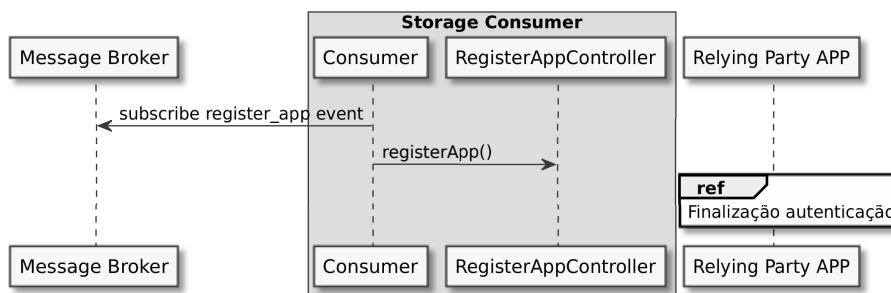 Storage Consumer
Message Broker
Consumer
RegisterAppController
Relying Party APP
subscribe register_app event
registerApp()
ref
Finalização autenticação
Message Broker
Consumer
RegisterAppController
Relying Party APP